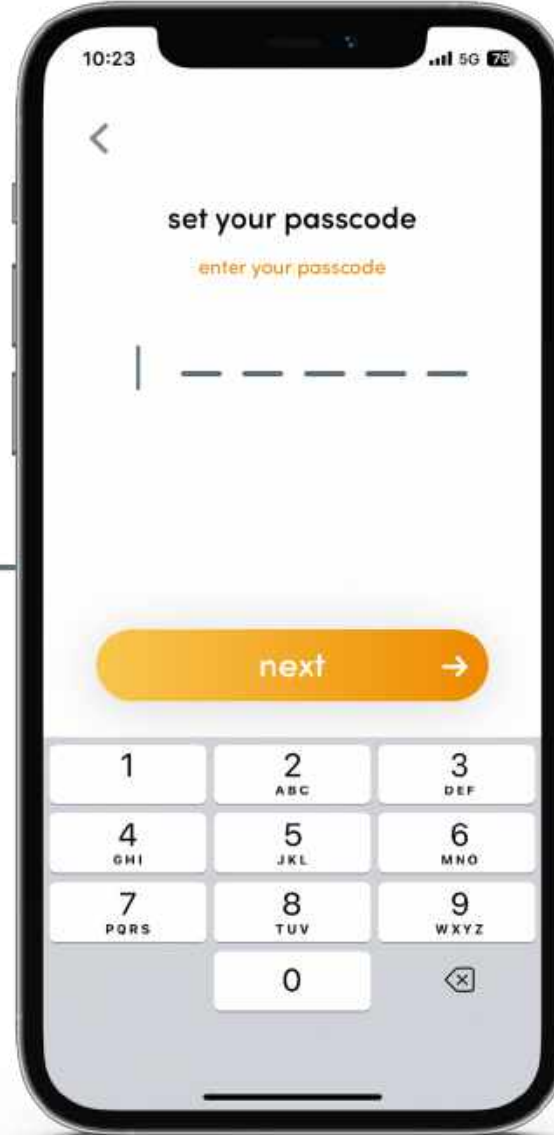 10:23 5G 76
set your passcode
enter your passcode
next
1 2 3
ABC DEF
4 5 6
GHI JKL MNO
7 8 9
PQRS TUV WXYZ
0